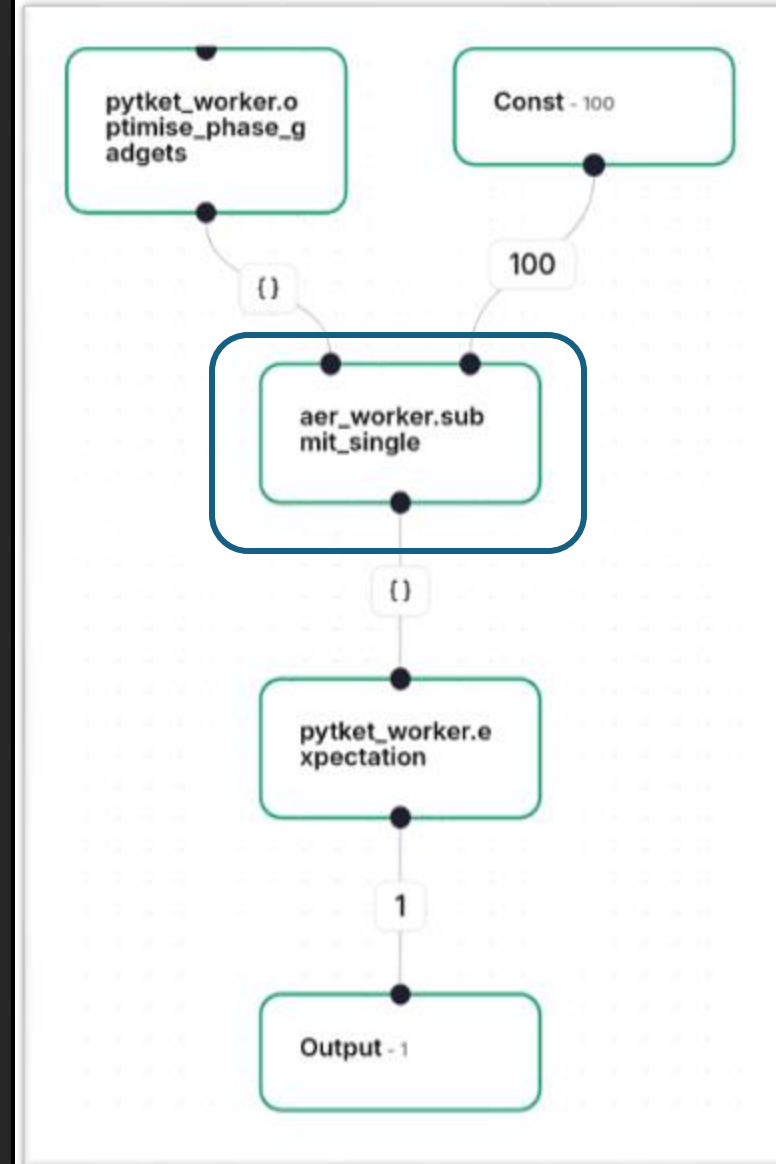 pytket_worker.o
ptimise_phase_g
adgets
Const - 100
{}
100
aer_worker.sub
mit_single
{}
pytket_worker.e
xpectation
1
Output - 1